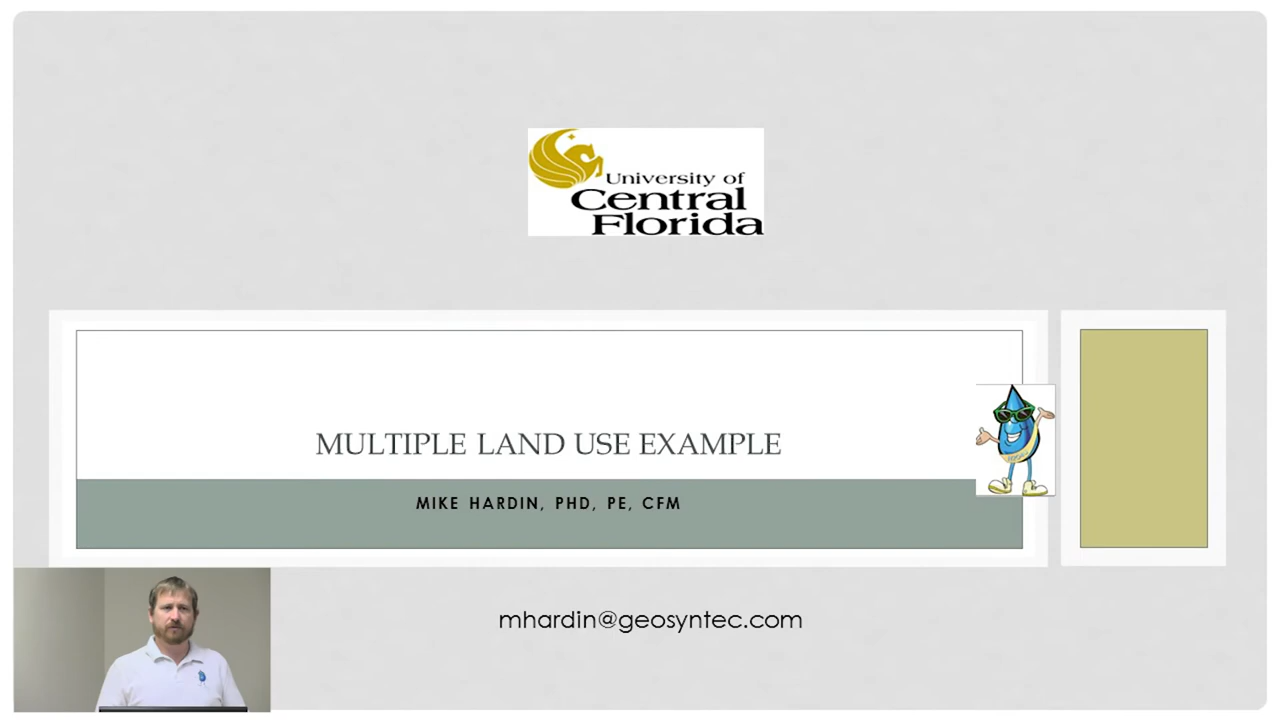 University of
Central
Florida
MULTIPLE LAND USE EXAMPLE
MIKE HARDIN, PHD, PE, CFM
mhardin@geosyntec.com